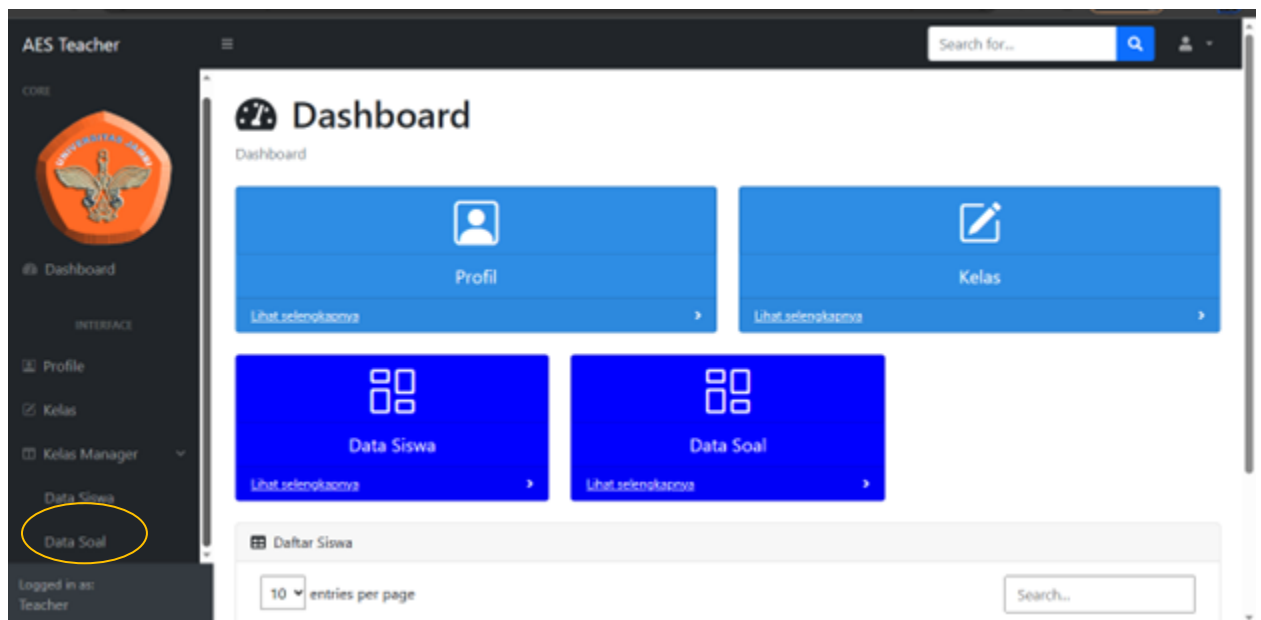 AES Teacher
Search for...
CORE
UNIVERSITAS JAMBI
Dashboard
INTERFACE
Profile
Kelas
Kelas Manager
Data Siswa
Data Soal
Logged in as:
Teacher
Dashboard
Dashboard
Profil
Lihat selengkapnya
Kelas
Lihat selengkapnya
Data Siswa
Lihat selengkapnya
Data Soal
Lihat selengkapnya
Daftar Siswa
10 entries per page
Search...